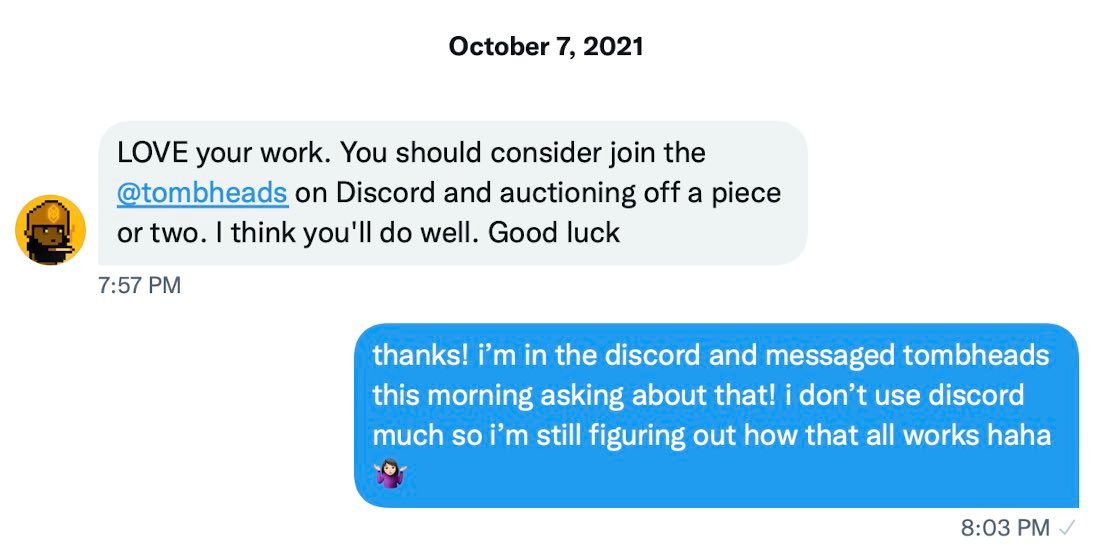 October 7, 2021
LOVE your work. You should consider join the
@tombheads on Discord and auctioning off a piece
or two. I think you'll do well. Good luck
7:57 PM
thanks! i’m in the discord and messaged tombheads
this morning asking about that! i don’t use discord
much so i’m still figuring out how that all works haha
🤷🏻‍♀️
8:03 PM ✓